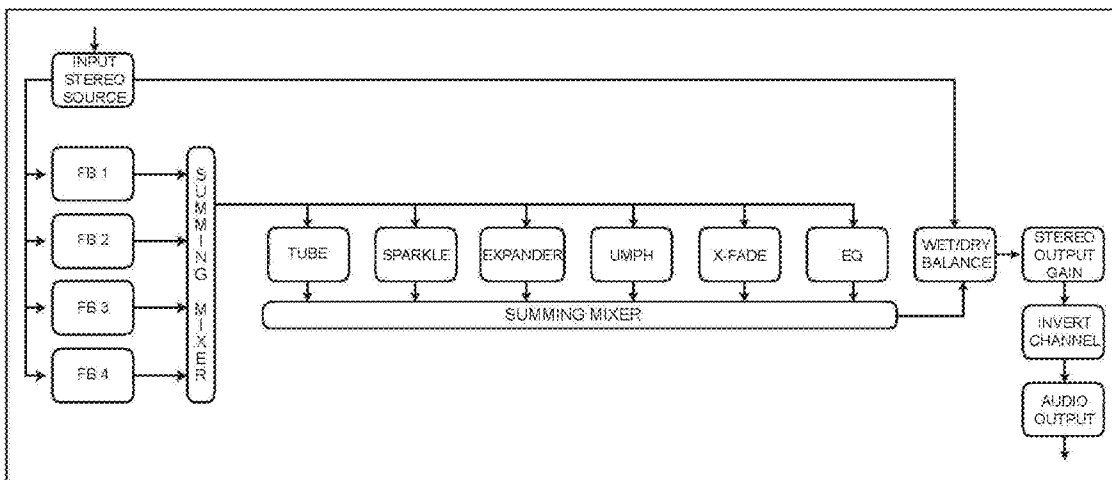 INPUT
STEREO
SOURCE
FB 1
FB 2
FB 3
FB 4
SUMMING MIXER
TUBE
SPARKLE
EXPANDER
UMPH
X-FADE
EQ
SUMMING MIXER
WET/DRY
BALANCE
STEREO
OUTPUT
GAIN
INVERT
CHANNEL
AUDIO
OUTPUT